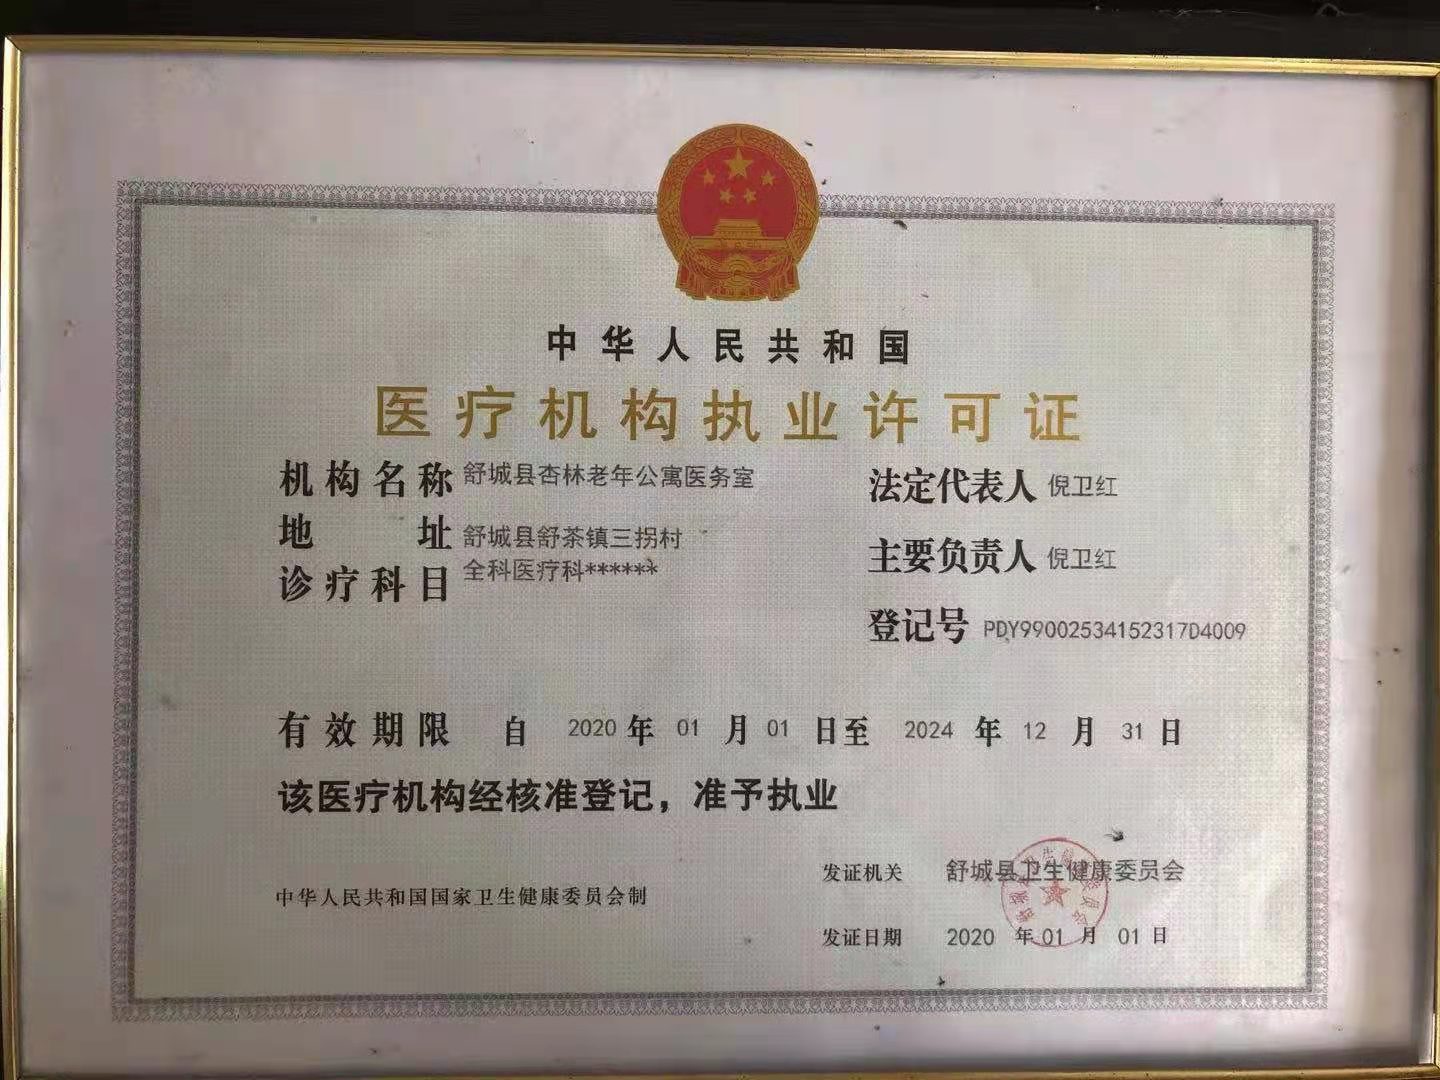 中华人民共和国
医疗机构执业许可证
机构名称 舒城县杏林老年公寓医务室
地址 舒城县舒茶镇三拐村
诊疗科目 全科医疗科******
法定代表人 倪卫红
主要负责人 倪卫红
登记号 PDY99002534152317D4009
有效期限 自 2020 年 01 月 01 日至 2024 年 12 月 31 日
该医疗机构经核准登记，准予执业
中华人民共和国国家卫生健康委员会制
发证机关 舒城县卫生健康委员会
发证日期 2020 年 01 月 01 日